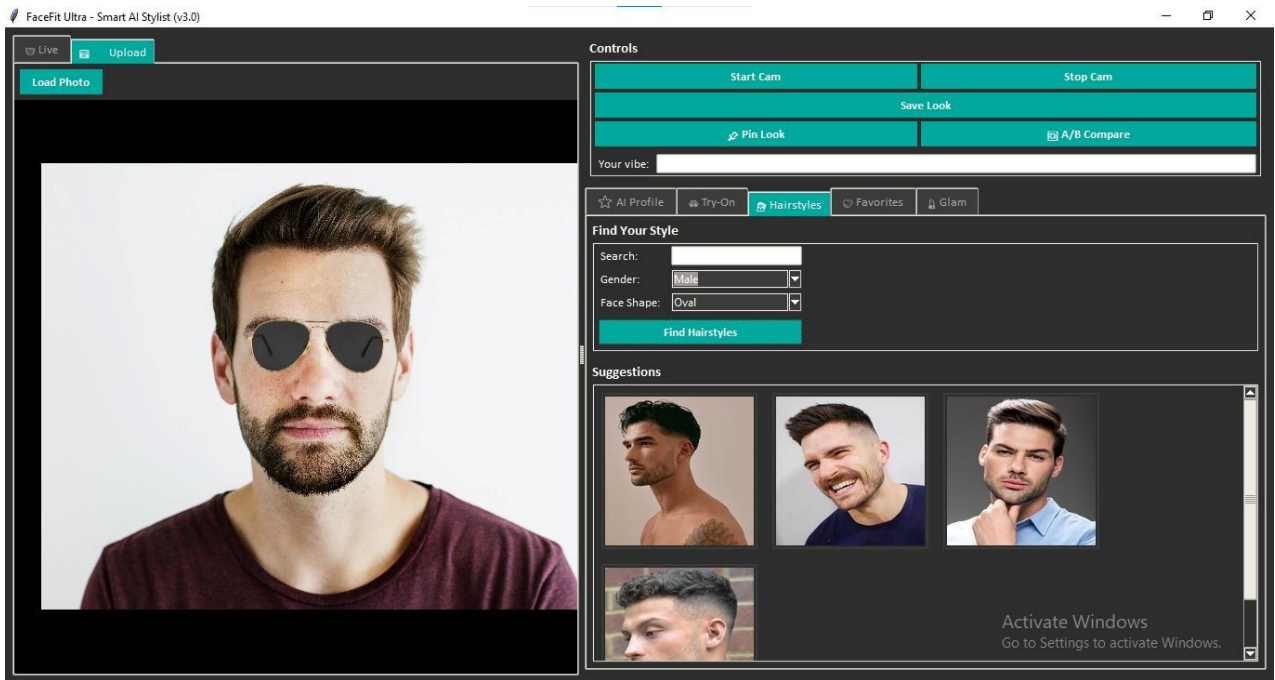 FaceFit Ultra - Smart AI Stylist (v3.0)
Live
Upload
Load Photo
Controls
Start Cam
Stop Cam
Save Look
Pin Look
A/B Compare
Your vibe:
AI Profile
Try-On
Hairstyles
Favorites
Glam
Find Your Style
Search:
Gender: Male
Face Shape: Oval
Find Hairstyles
Suggestions
Activate Windows
Go to Settings to activate Windows.